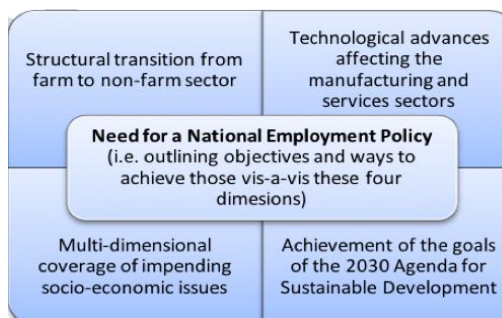 Structural transition from
farm to non-farm sector
Technological advances
affecting the
manufacturing and
services sectors
Need for a National Employment Policy
(i.e. outlining objectives and ways to
achieve those vis-a-vis these four
dimesions)
Multi-dimensional
coverage of impending
socio-economic issues
Achievement of the goals
of the 2030 Agenda for
Sustainable Development